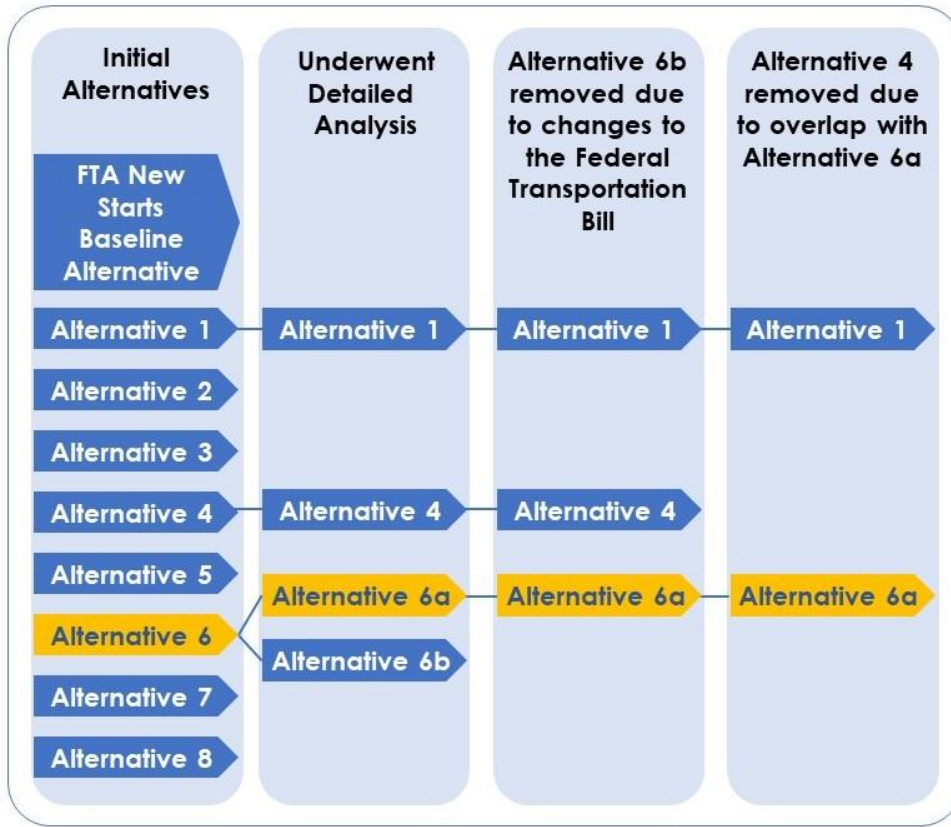 Initial
Alternatives
FTA New
Starts
Baseline
Alternative
Alternative 1
Alternative 2
Alternative 3
Alternative 4
Alternative 5
Alternative 6
Alternative 7
Alternative 8
Underwent
Detailed
Analysis
Alternative 1
Alternative 4
Alternative 6a
Alternative 6b
Alternative 6b
removed due
to changes to
the Federal
Transportation
Bill
Alternative 1
Alternative 4
Alternative 6a
Alternative 4
removed due
to overlap with
Alternative 6a
Alternative 1
Alternative 6a